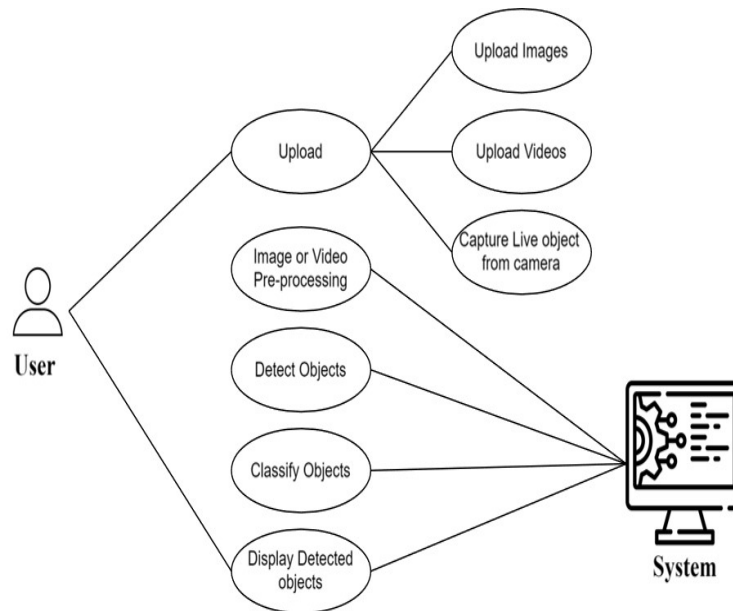 Upload Images
Upload
Upload Videos
Capture Live object
from camera
Image or Video
Pre-processing
User
Detect Objects
Classify Objects
Display Detected
objects
System